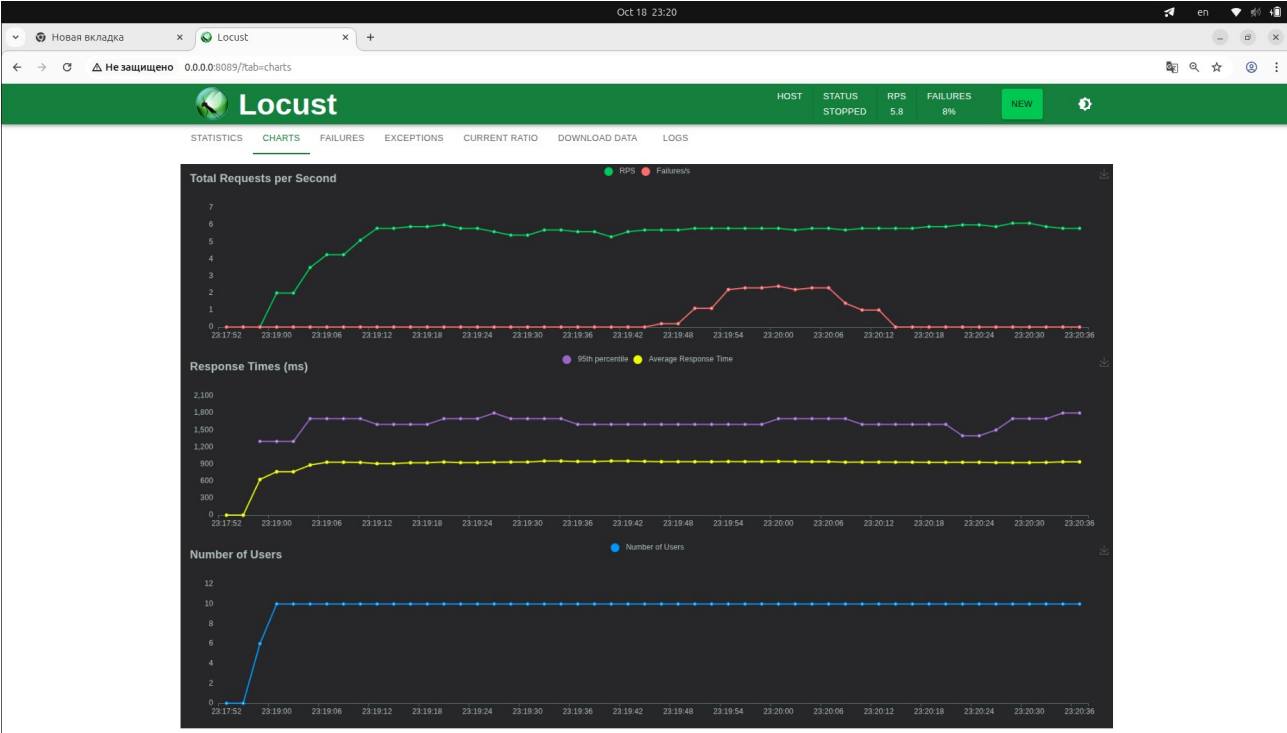 Oct 18 23:20
en
Новая вкладка
Locust
Не защищено 0.0.0.0:8089/?tab=charts
Locust
HOST
STATUS
STOPPED
RPS
5.8
FAILURES
8%
NEW
STATISTICS CHARTS FAILURES EXCEPTIONS CURRENT RATIO DOWNLOAD DATA LOGS
Total Requests per Second
RPS Failures/s
7
6
5
4
3
2
1
0
23:17:52 23:19:00 23:19:06 23:19:12 23:19:18 23:19:24 23:19:30 23:19:36 23:19:42 23:19:48 23:19:54 23:20:00 23:20:06 23:20:12 23:20:18 23:20:24 23:20:30 23:20:36
Response Times (ms)
95th percentile Average Response Time
2,100
1,800
1,500
1,200
900
600
300
0
23:17:52 23:19:00 23:19:06 23:19:12 23:19:18 23:19:24 23:19:30 23:19:36 23:19:42 23:19:48 23:19:54 23:20:00 23:20:06 23:20:12 23:20:18 23:20:24 23:20:30 23:20:36
Number of Users
Number of Users
12
10
8
6
4
2
0
23:17:52 23:19:00 23:19:06 23:19:12 23:19:18 23:19:24 23:19:30 23:19:36 23:19:42 23:19:48 23:19:54 23:20:00 23:20:06 23:20:12 23:20:18 23:20:24 23:20:30 23:20:36